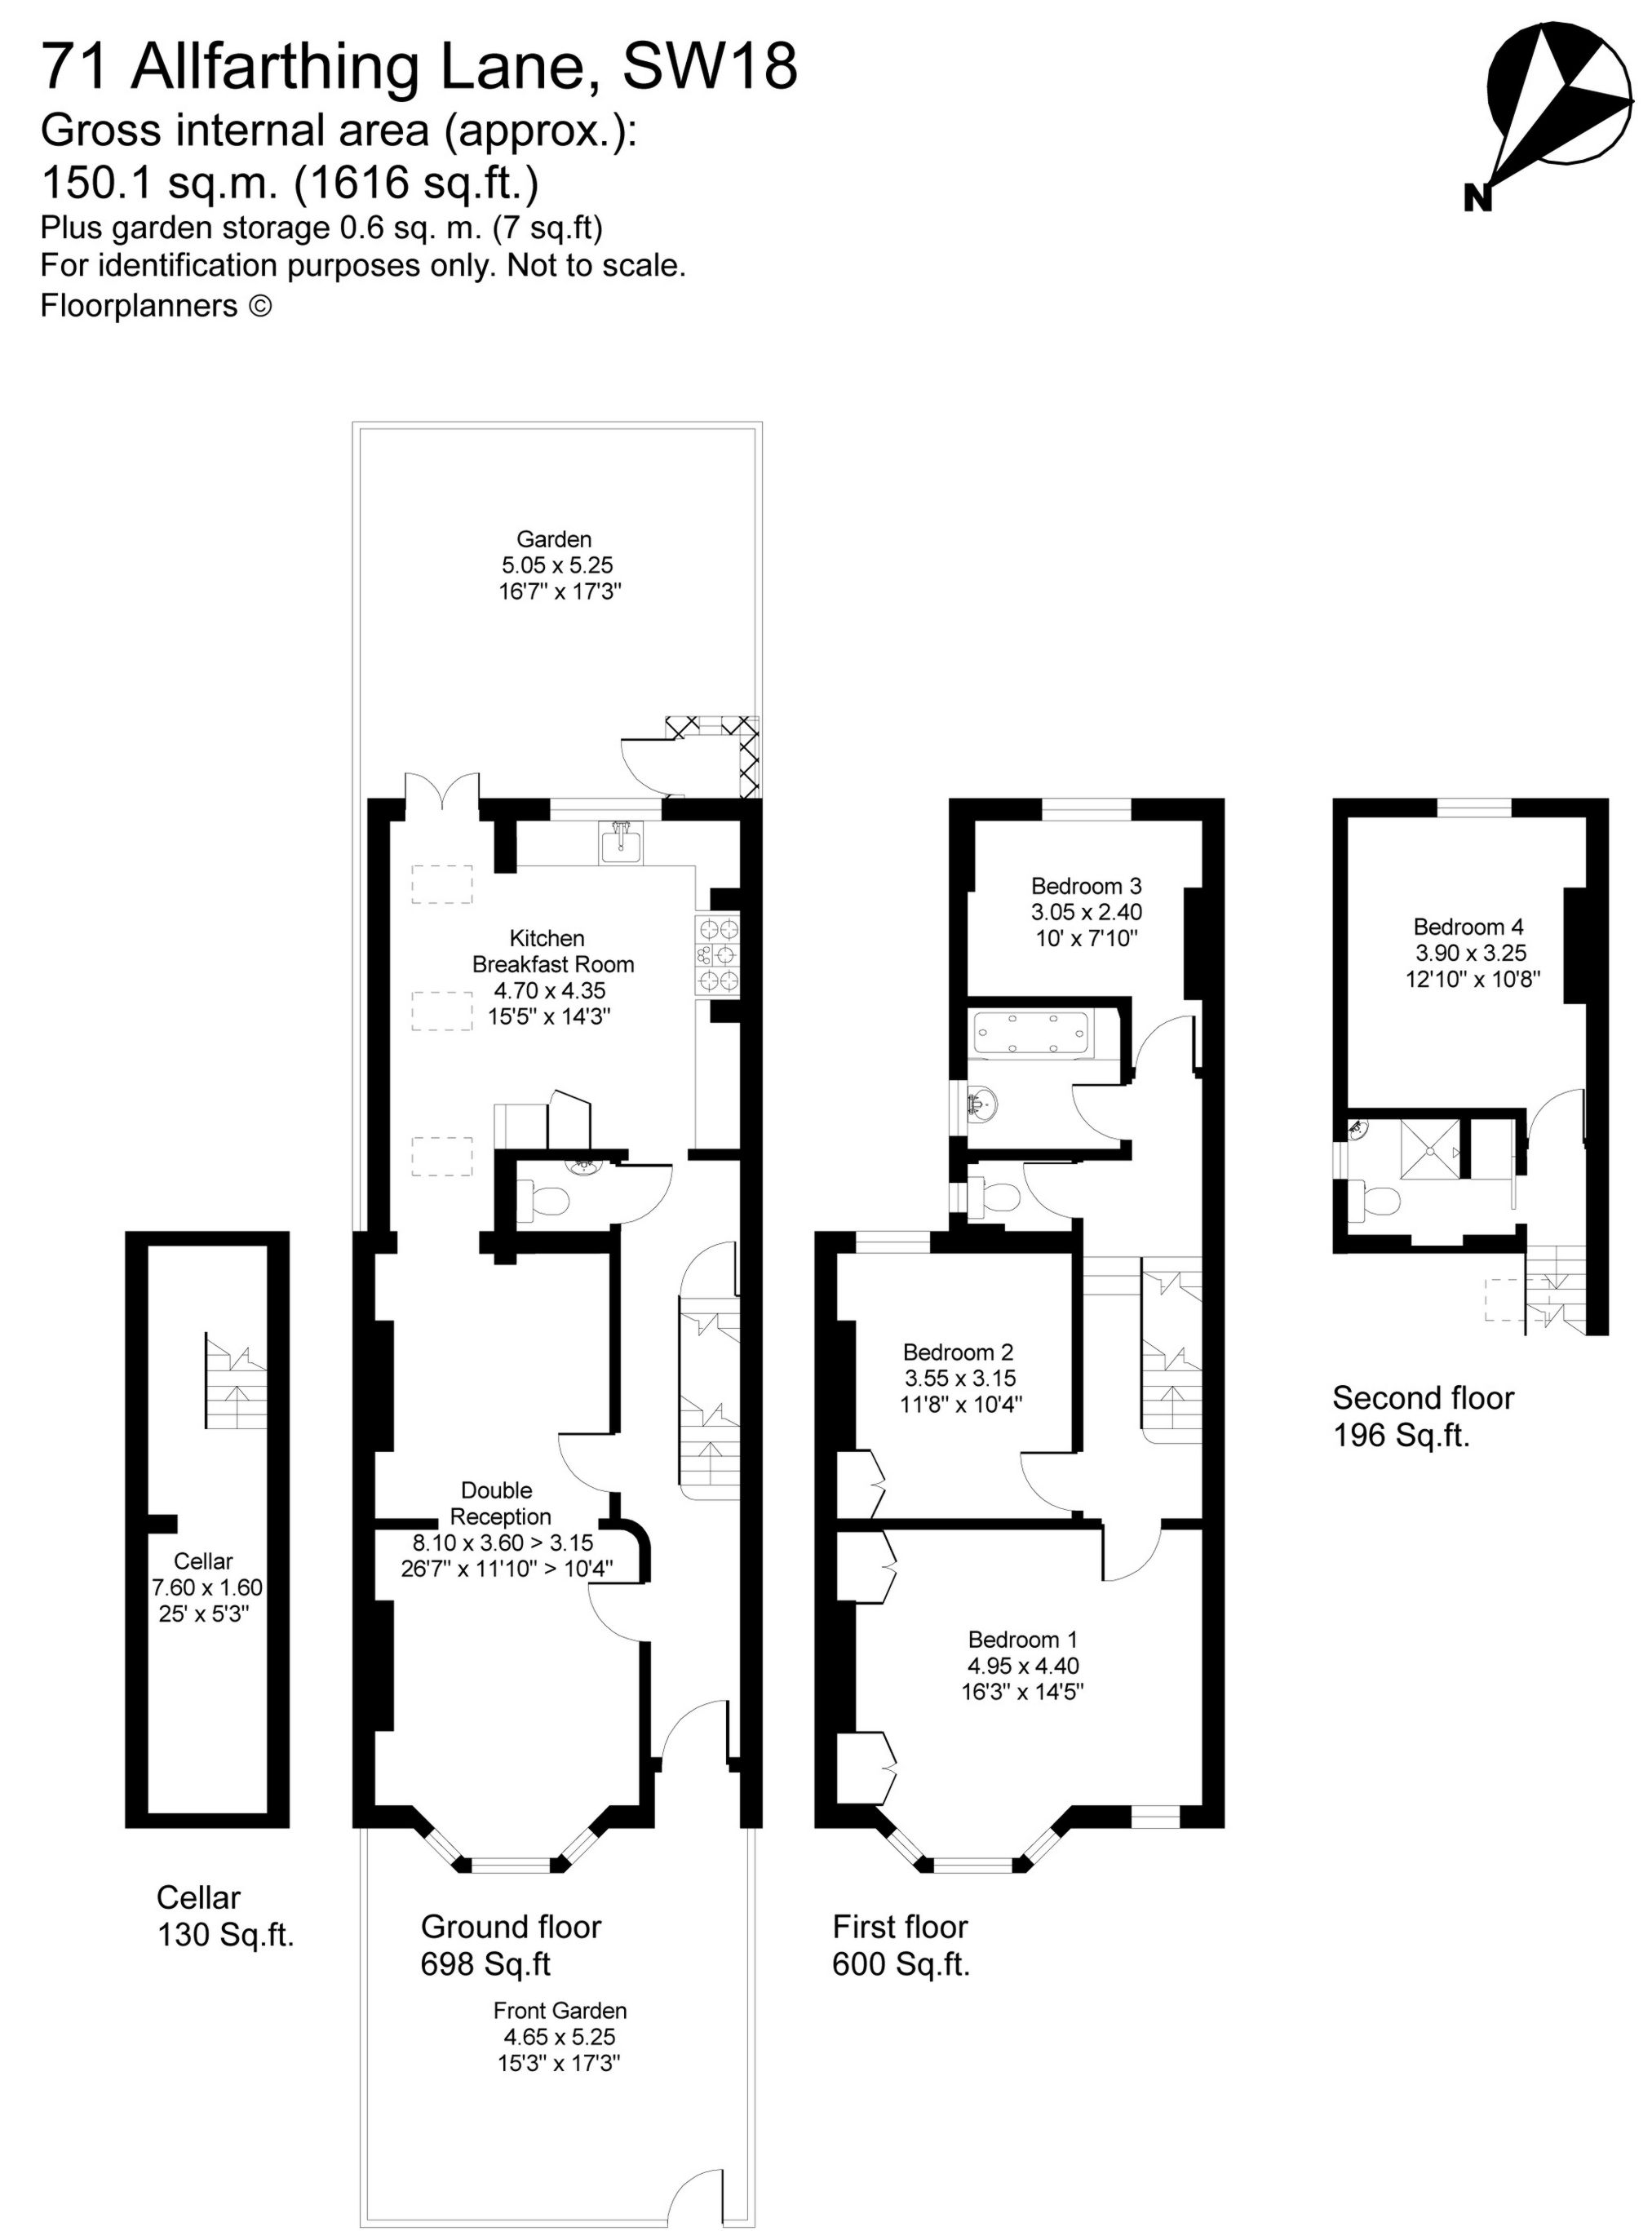 71 Allfarthing Lane, SW18
Gross internal area (approx.):
150.1 sq.m. (1616 sq.ft.)
Plus garden storage 0.6 sq. m. (7 sq.ft)
For identification purposes only. Not to scale.
Floorplanners ©
N
Garden
5.05 x 5.25
16'7" x 17'3"
Kitchen
Breakfast Room
4.70 x 4.35
15'5" x 14'3"
Bedroom 3
3.05 x 2.40
10' x 7'10"
Bedroom 4
3.90 x 3.25
12'10" x 10'8"
Bedroom 2
3.55 x 3.15
11'8" x 10'4"
Second floor
196 Sq.ft.
Double
Reception
8.10 x 3.60 > 3.15
26'7" x 11'10" > 10'4"
Cellar
7.60 x 1.60
25' x 5'3"
Bedroom 1
4.95 x 4.40
16'3" x 14'5"
Cellar
130 Sq.ft.
Ground floor
698 Sq.ft
First floor
600 Sq.ft.
Front Garden
4.65 x 5.25
15'3" x 17'3"